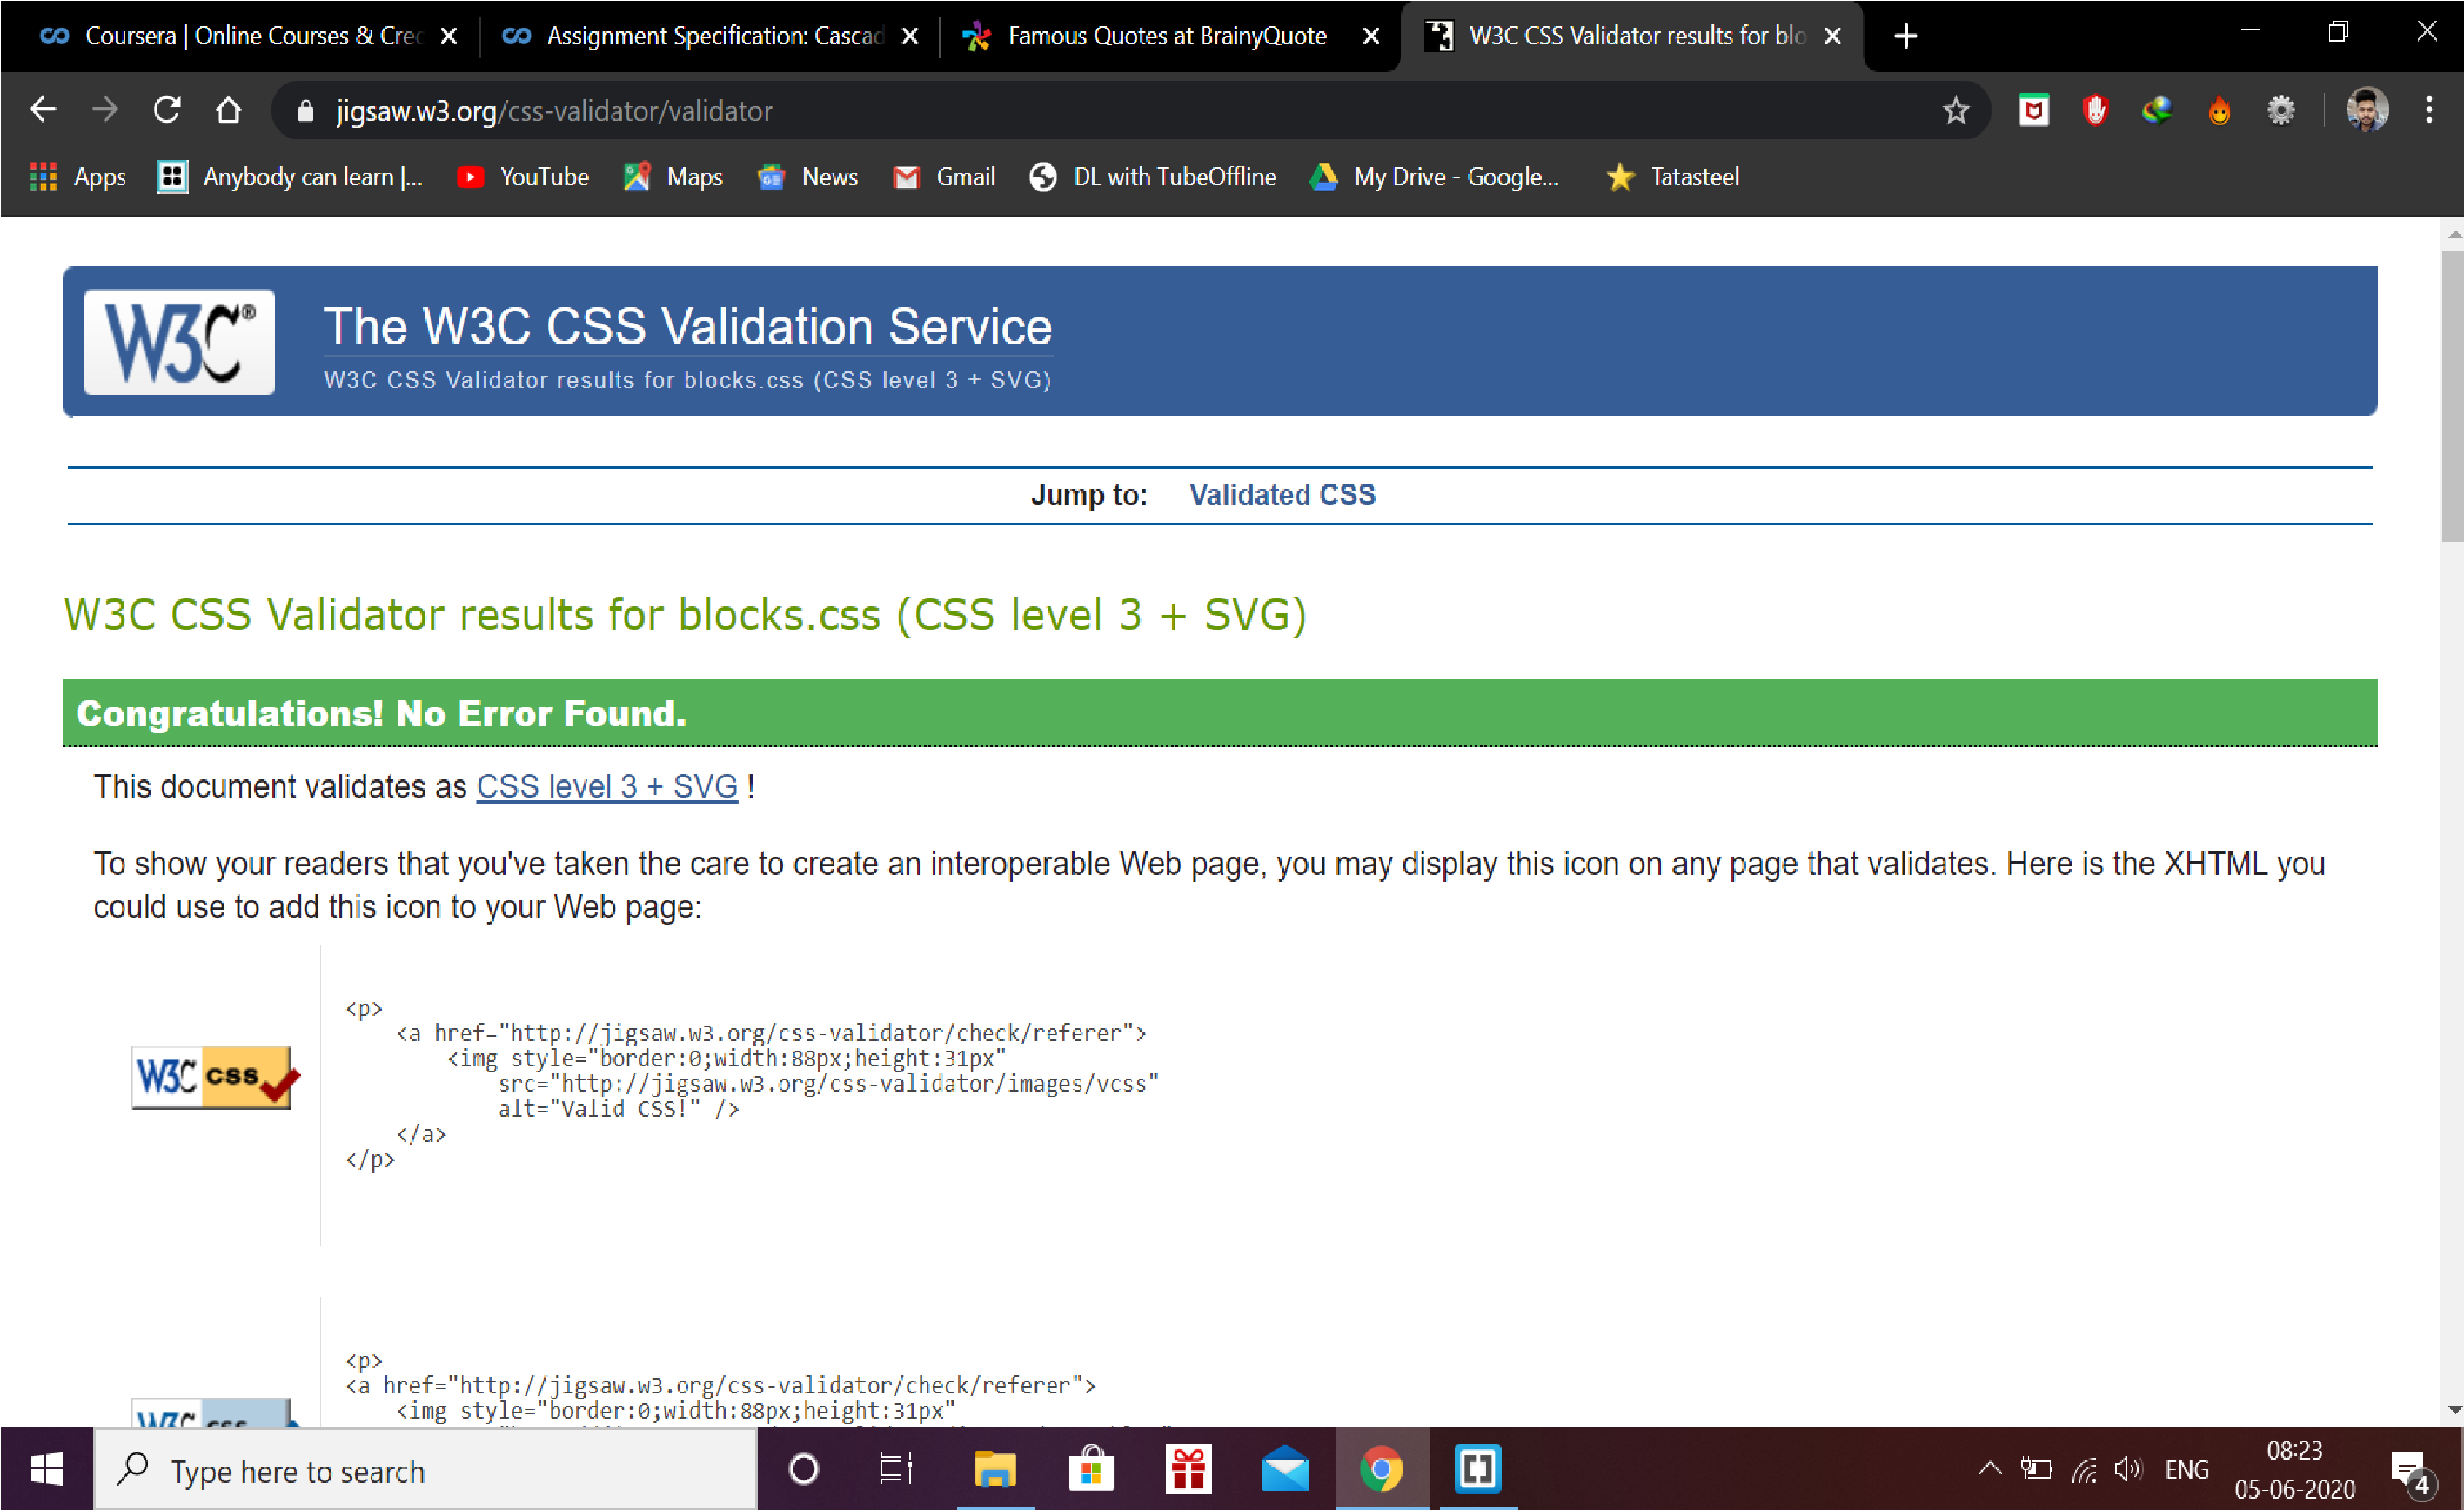 Coursera | Online Courses & Crec
Assignment Specification: Cascad
Famous Quotes at BrainyQuote
W3C CSS Validator results for blo
jigsaw.w3.org/css-validator/validator
Apps
Anybody can learn |...
YouTube
Maps
News
Gmail
DL with TubeOffline
My Drive - Google...
Tatasteel
W3C®
The W3C CSS Validation Service
W3C CSS Validator results for blocks.css (CSS level 3 + SVG)
Jump to: Validated CSS
W3C CSS Validator results for blocks.css (CSS level 3 + SVG)
Congratulations! No Error Found.
This document validates as CSS level 3 + SVG !
To show your readers that you've taken the care to create an interoperable Web page, you may display this icon on any page that validates. Here is the XHTML you
could use to add this icon to your Web page:
W3C css
<p>
<a href="http://jigsaw.w3.org/css-validator/check/referer">
<img style="border:0;width:88px;height:31px"
src="http://jigsaw.w3.org/css-validator/images/vcss"
alt="Valid CSS!" />
</a>
</p>
W3C css
<p>
<a href="http://jigsaw.w3.org/css-validator/check/referer">
<img style="border:0;width:88px;height:31px"
Type here to search
ENG
08:23
05-06-2020
4